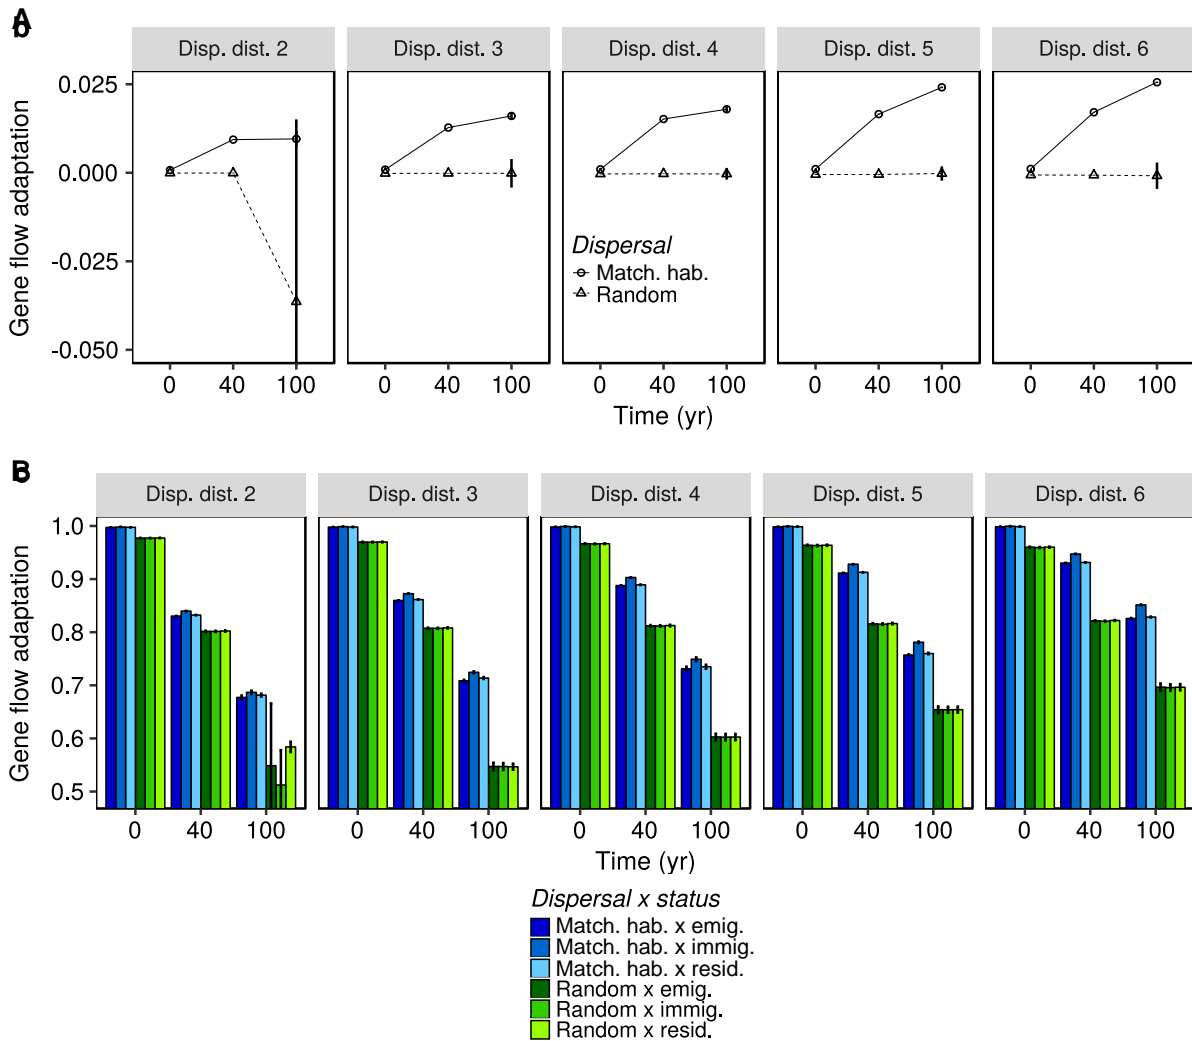 A
Disp. dist. 2 Disp. dist. 3 Disp. dist. 4 Disp. dist. 5 Disp. dist. 6
Gene flow adaptation
0.025
0.000
-0.025
-0.050
Dispersal
Match. hab.
Random
0 40 100 0 40 100 0 40 100 0 40 100 0 40 100
Time (yr)
B
Disp. dist. 2 Disp. dist. 3 Disp. dist. 4 Disp. dist. 5 Disp. dist. 6
Gene flow adaptation
1.0
0.9
0.8
0.7
0.6
0.5
0 40 100 0 40 100 0 40 100 0 40 100 0 40 100
Time (yr)
Dispersal x status
Match. hab. x emig.
Match. hab. x immig.
Match. hab. x resid.
Random x emig.
Random x immig.
Random x resid.